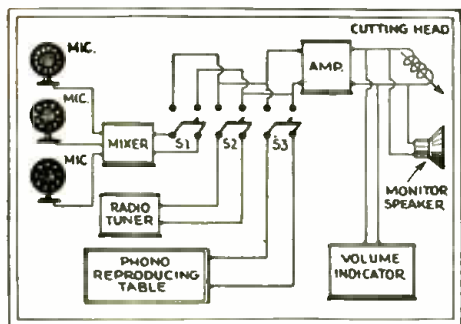 MIC.
MIC.
MIC
MIXER
S1
S2
S3
AMP.
CUTTING HEAD
MONITOR
SPEAKER
RADIO
TUNER
PHONO
REPRODUCING
TABLE
VOLUME
INDICATOR